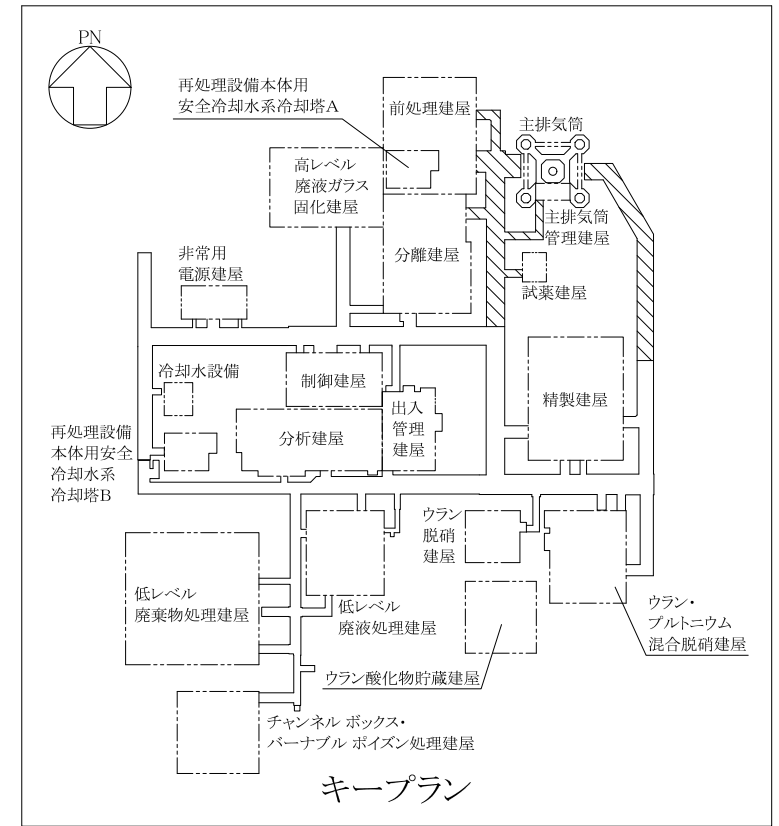 PN
再処理設備本体用
安全冷却水系冷却塔A
前処理建屋
主排気筒
高レベル
廃液ガラス
固化建屋
主排気筒
管理建屋
非常用
電源建屋
分離建屋
試薬建屋
冷却水設備
制御建屋
精製建屋
出入
管理
建屋
分析建屋
再処理設備
本体用安全
冷却水系
冷却塔B
ウラン
脱硝
建屋
低レベル
廃棄物処理建屋
低レベル
廃液処理建屋
ウラン・
プルトニウム
混合脱硝建屋
ウラン酸化物貯蔵建屋
チャンネル ボックス・
バーナブル ポイズン処理建屋
キープラン